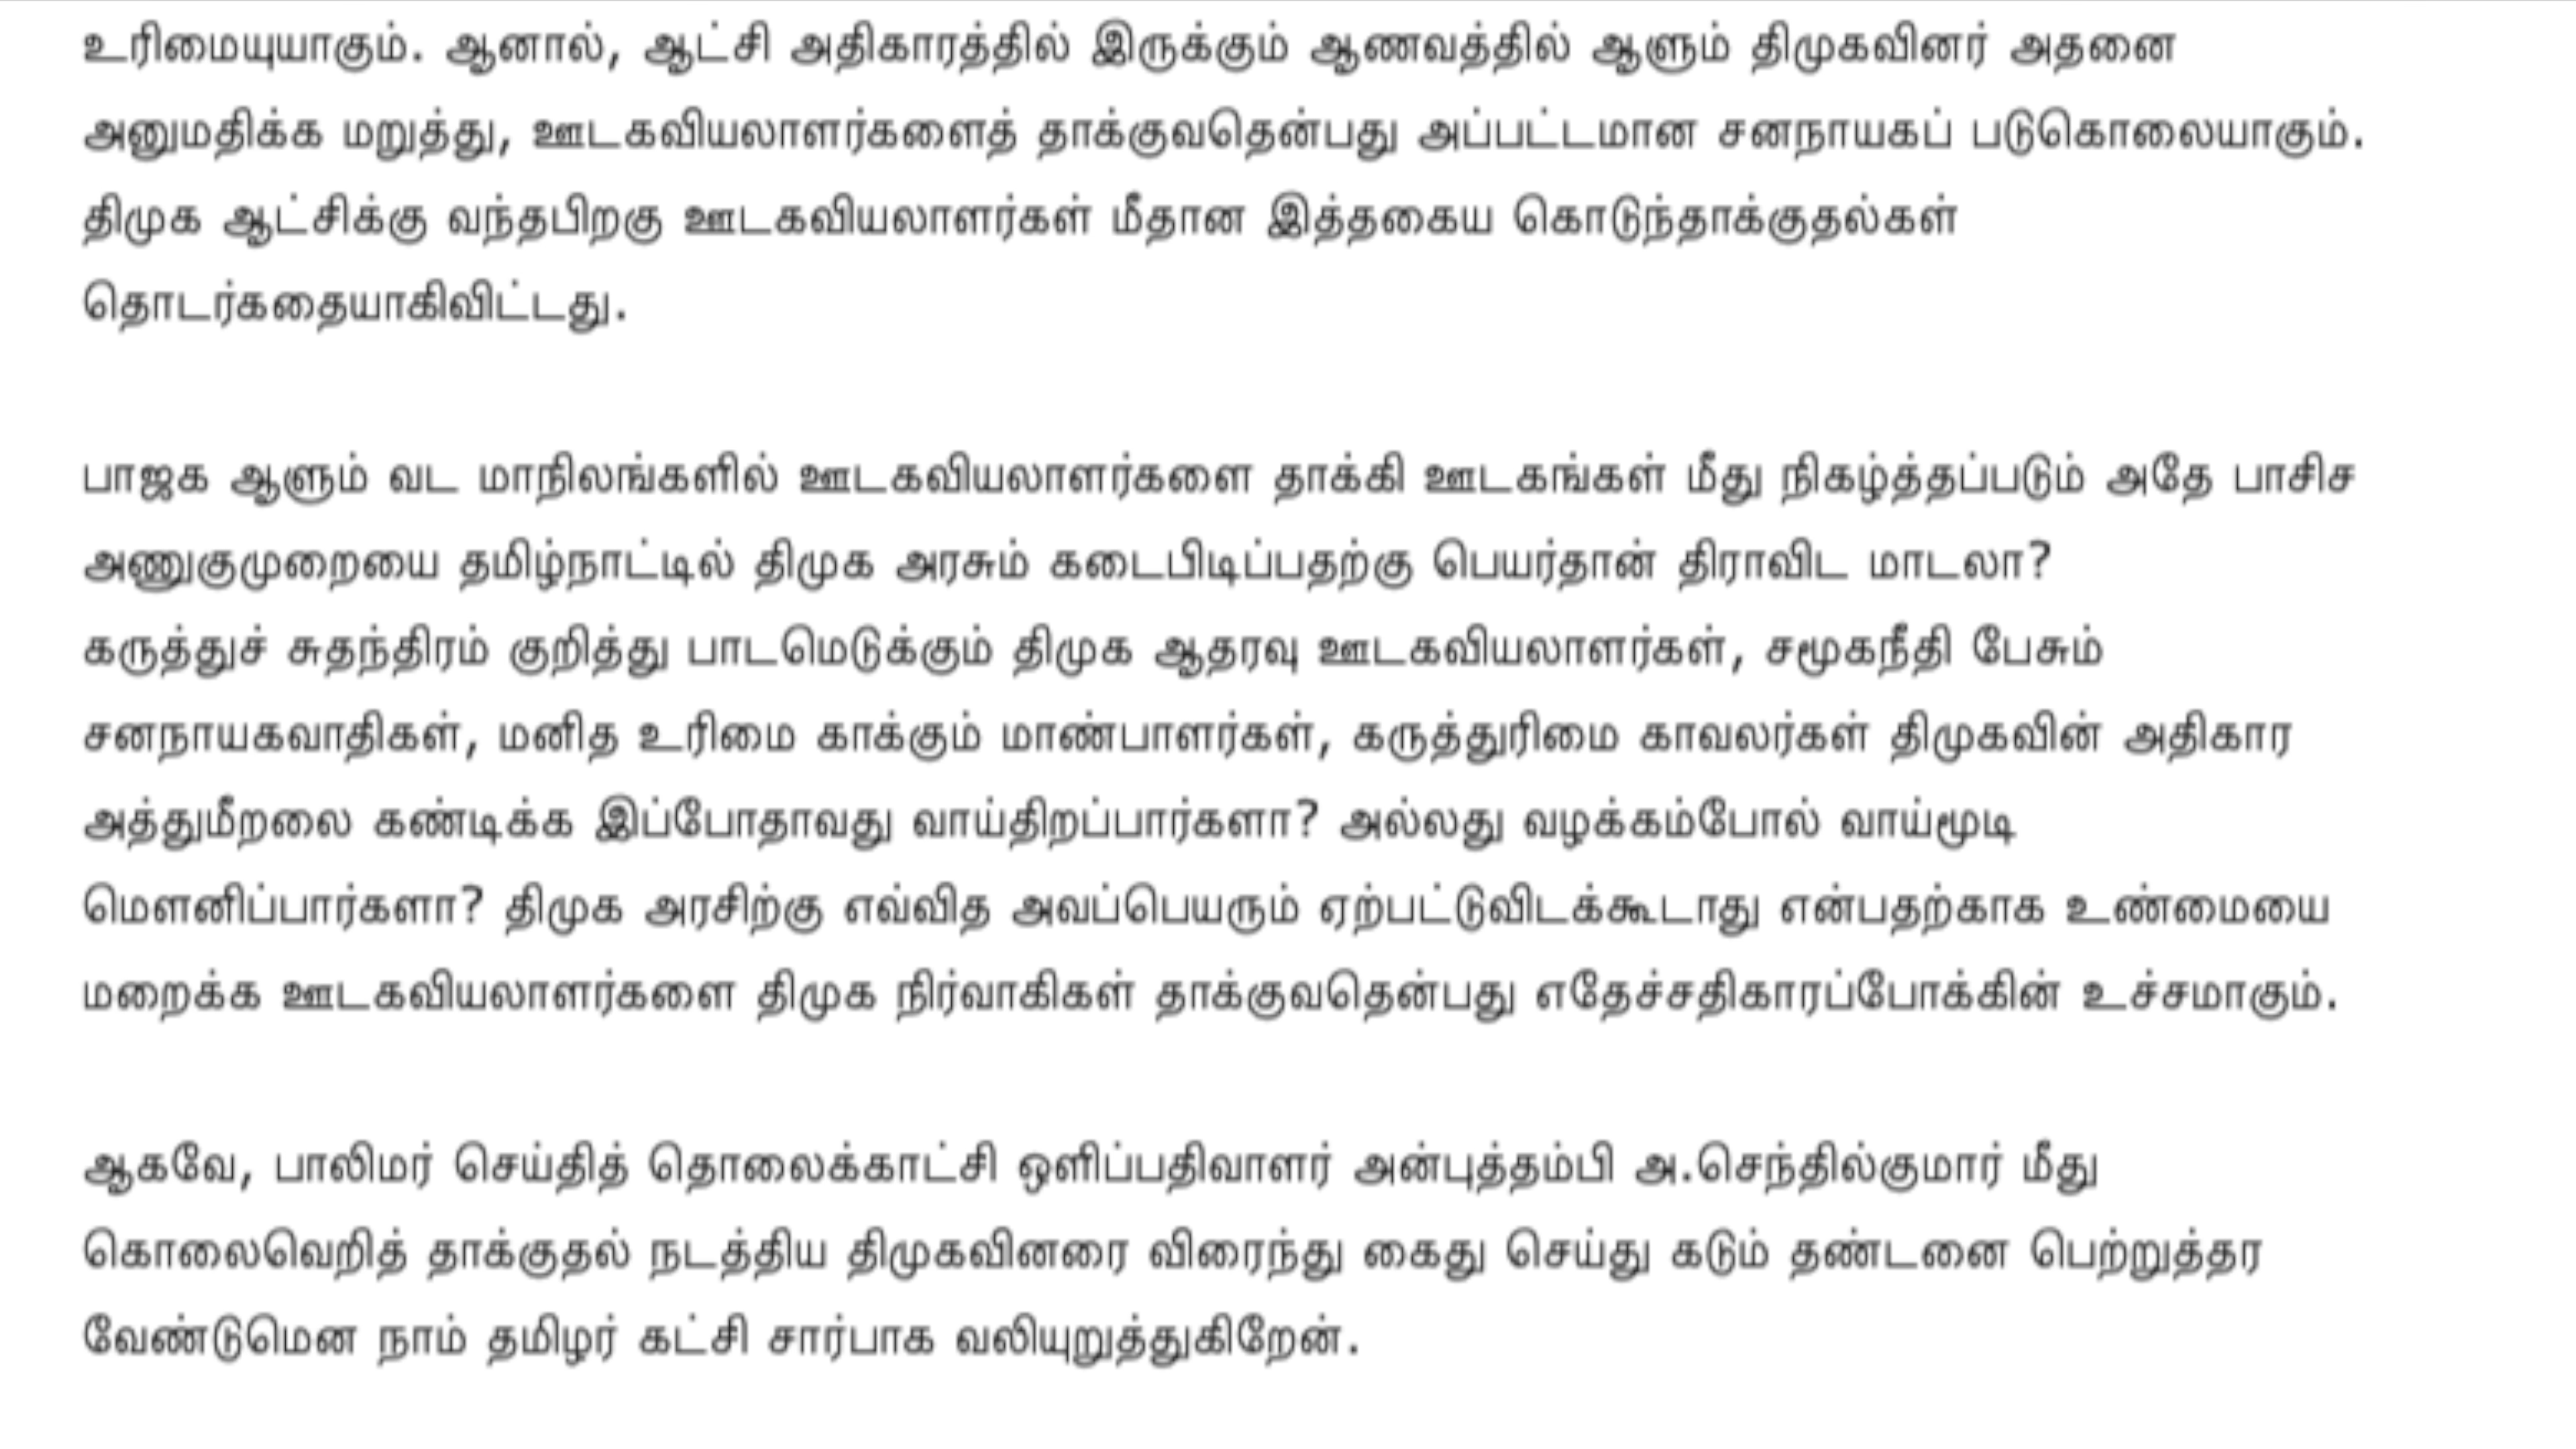 உரிமையுயாகும். ஆனால், ஆட்சி அதிகாரத்தில் இருக்கும் ஆணவத்தில் ஆளும் திமுகவினர் அதனை
அனுமதிக்க மறுத்து, ஊடகவியலாளர்களைத் தாக்குவதென்பது அப்பட்டமான சனநாயகப் படுகொலையாகும்.
திமுக ஆட்சிக்கு வந்தபிறகு ஊடகவியலாளர்கள் மீதான இத்தகைய கொடுந்தாக்குதல்கள்
தொடர்கதையாகிவிட்டது.
பாஜக ஆளும் வட மாநிலங்களில் ஊடகவியலாளர்களை தாக்கி ஊடகங்கள் மீது நிகழ்த்தப்படும் அதே பாசிச
அணுகுமுறையை தமிழ்நாட்டில் திமுக அரசும் கடைபிடிப்பதற்கு பெயர்தான் திராவிட மாடலா?
கருத்துச் சுதந்திரம் குறித்து பாடமெடுக்கும் திமுக ஆதரவு ஊடகவியலாளர்கள், சமூகநீதி பேசும்
சனநாயகவாதிகள், மனித உரிமை காக்கும் மாண்பாளர்கள், கருத்துரிமை காவலர்கள் திமுகவின் அதிகார
அத்துமீறலை கண்டிக்க இப்போதாவது வாய்திறப்பார்களா? அல்லது வழக்கம்போல் வாய்மூடி
மௌனிப்பார்களா? திமுக அரசிற்கு எவ்வித அவப்பெயரும் ஏற்பட்டுவிடக்கூடாது என்பதற்காக உண்மையை
மறைக்க ஊடகவியலாளர்களை திமுக நிர்வாகிகள் தாக்குவதென்பது எதேச்சதிகாரப்போக்கின் உச்சமாகும்.
ஆகவே, பாலிமர் செய்தித் தொலைக்காட்சி ஒளிப்பதிவாளர் அன்புத்தம்பி அ.செந்தில்குமார் மீது
கொலைவெறித் தாக்குதல் நடத்திய திமுகவினரை விரைந்து கைது செய்து கடும் தண்டனை பெற்றுத்தர
வேண்டுமென நாம் தமிழர் கட்சி சார்பாக வலியுறுத்துகிறேன்.